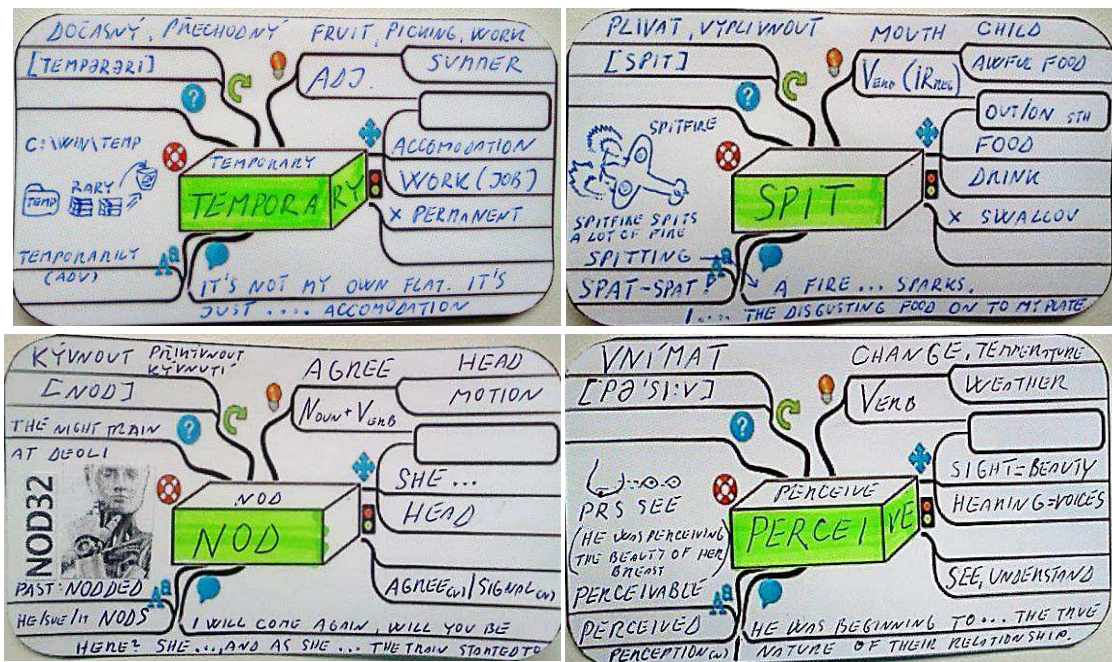 DOČASNÝ, PŘECHODNÝ
FRUIT, PICKING, WORK
[TEMPƏRƏRI]
ADJ.
SUMMER
C:\WIN\TEMP
TEMP
RARY
TEMPORARY
TEMPORARY
ACCOMODATION
WORK (JOB)
X PERMANENT
TEMPORARILY
(ADV)
Aa
IT'S NOT MY OWN FLAT. IT'S
JUST .... ACCOMODATION
PLIVAT, VYPLIVNOUT
MOUTH
CHILD
[SPIT]
VERB (IRREG)
AWFUL FOOD
OUT/ON STH
SPITFIRE
FOOD
DRINK
SPIT
X SWALLOW
SPITFIRE SPITS
A LOT OF FIRE
SPITTING
SPAT-SPAT!
Aa
A FIRE ... SPARKS.
I .... THE DISGUSTING FOOD ON TO MY PLATE
KÝVNOUT PŘIKÝVNOUT
KÝVNUTÍ
AGREE
HEAD
[NOD]
NOUN + VERB
MOTION
THE NIGHT TRAIN
AT DEOLI
NOD32
NOD
NOD
SHE ...
HEAD
AGREE(V)/SIGNAL(N)
PAST: NODDED
HE/SHE/IT NODS
Aa
I WILL COME AGAIN, WILL YOU BE
HERE? SHE ..., AND AS SHE ... THE TRAIN STARTED TO
VNÍMAT
CHANGE, TEMPERATURE
[PƏ'SI:V]
VERB
WEATHER
PRS SEE
(HE WAS PERCEIVING
THE BEAUTY OF HER
BREAST
PERCEIVE
PERCEIVE
SIGHT=BEAUTY
HEARING=VOICES
SEE, UNDERSTAND
PERCEIVABLE
PERCEIVED
PERCEPTION(N)
Aa
HE WAS BEGINNING TO ... THE TRUE
NATURE OF THEIR RELATIONSHIP.